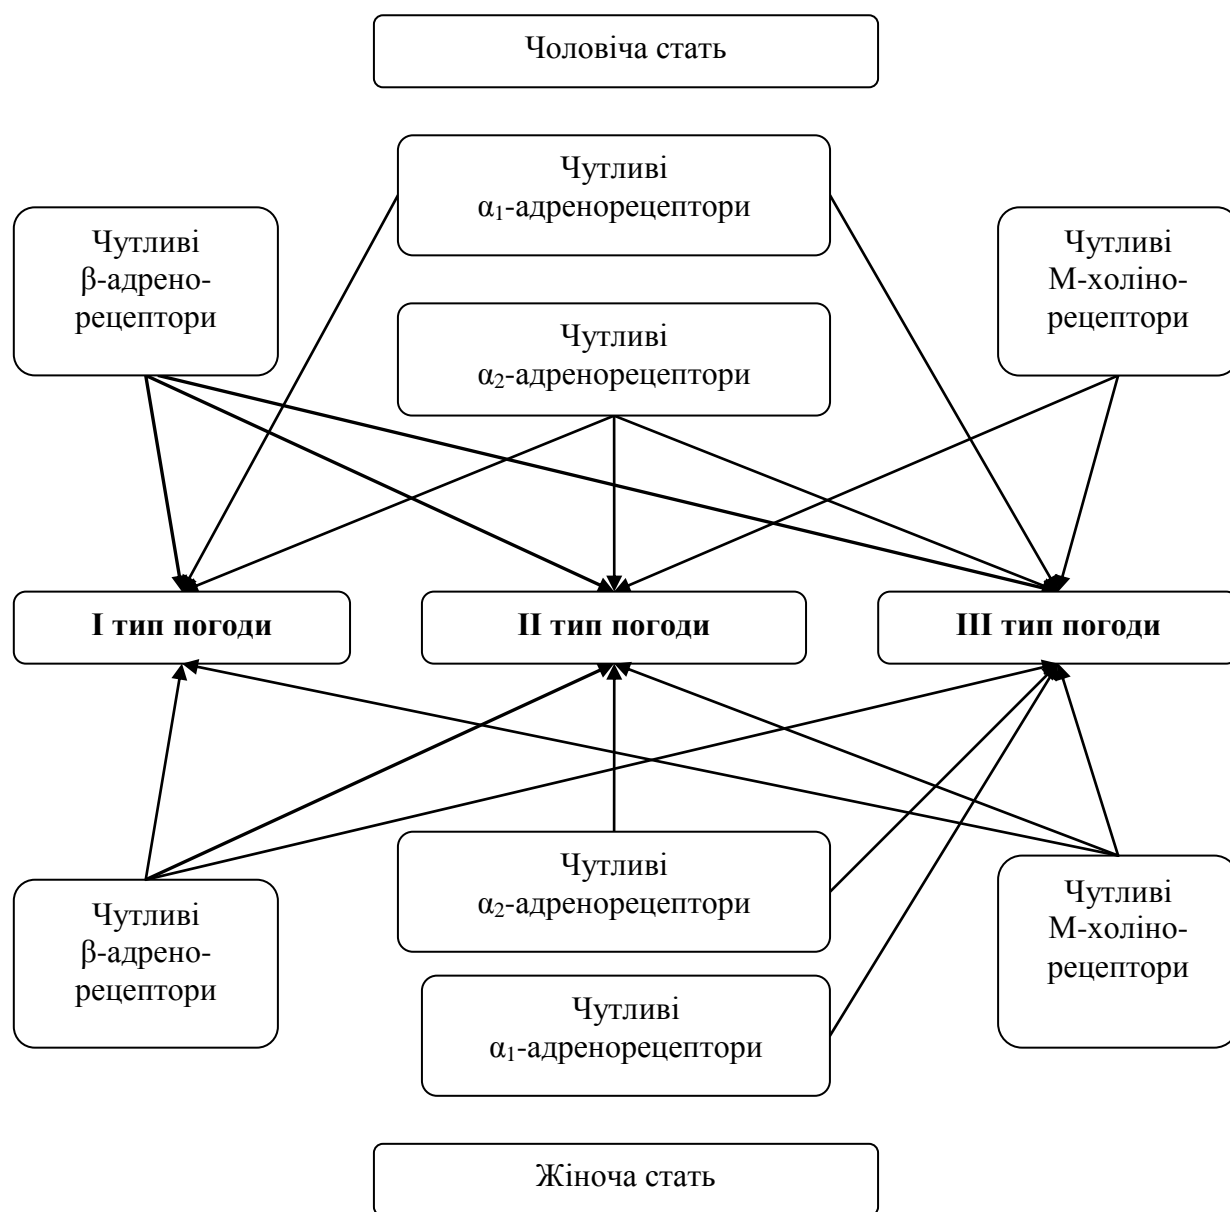 Чоловіча стать
Чутливі
α₁-адренорецептори
Чутливі
β-адрено-
рецептори
Чутливі
М-холіно-
рецептори
Чутливі
α₂-адренорецептори
І тип погоди
ІІ тип погоди
ІІІ тип погоди
Чутливі
α₂-адренорецептори
Чутливі
β-адрено-
рецептори
Чутливі
М-холіно-
рецептори
Чутливі
α₁-адренорецептори
Жіноча стать